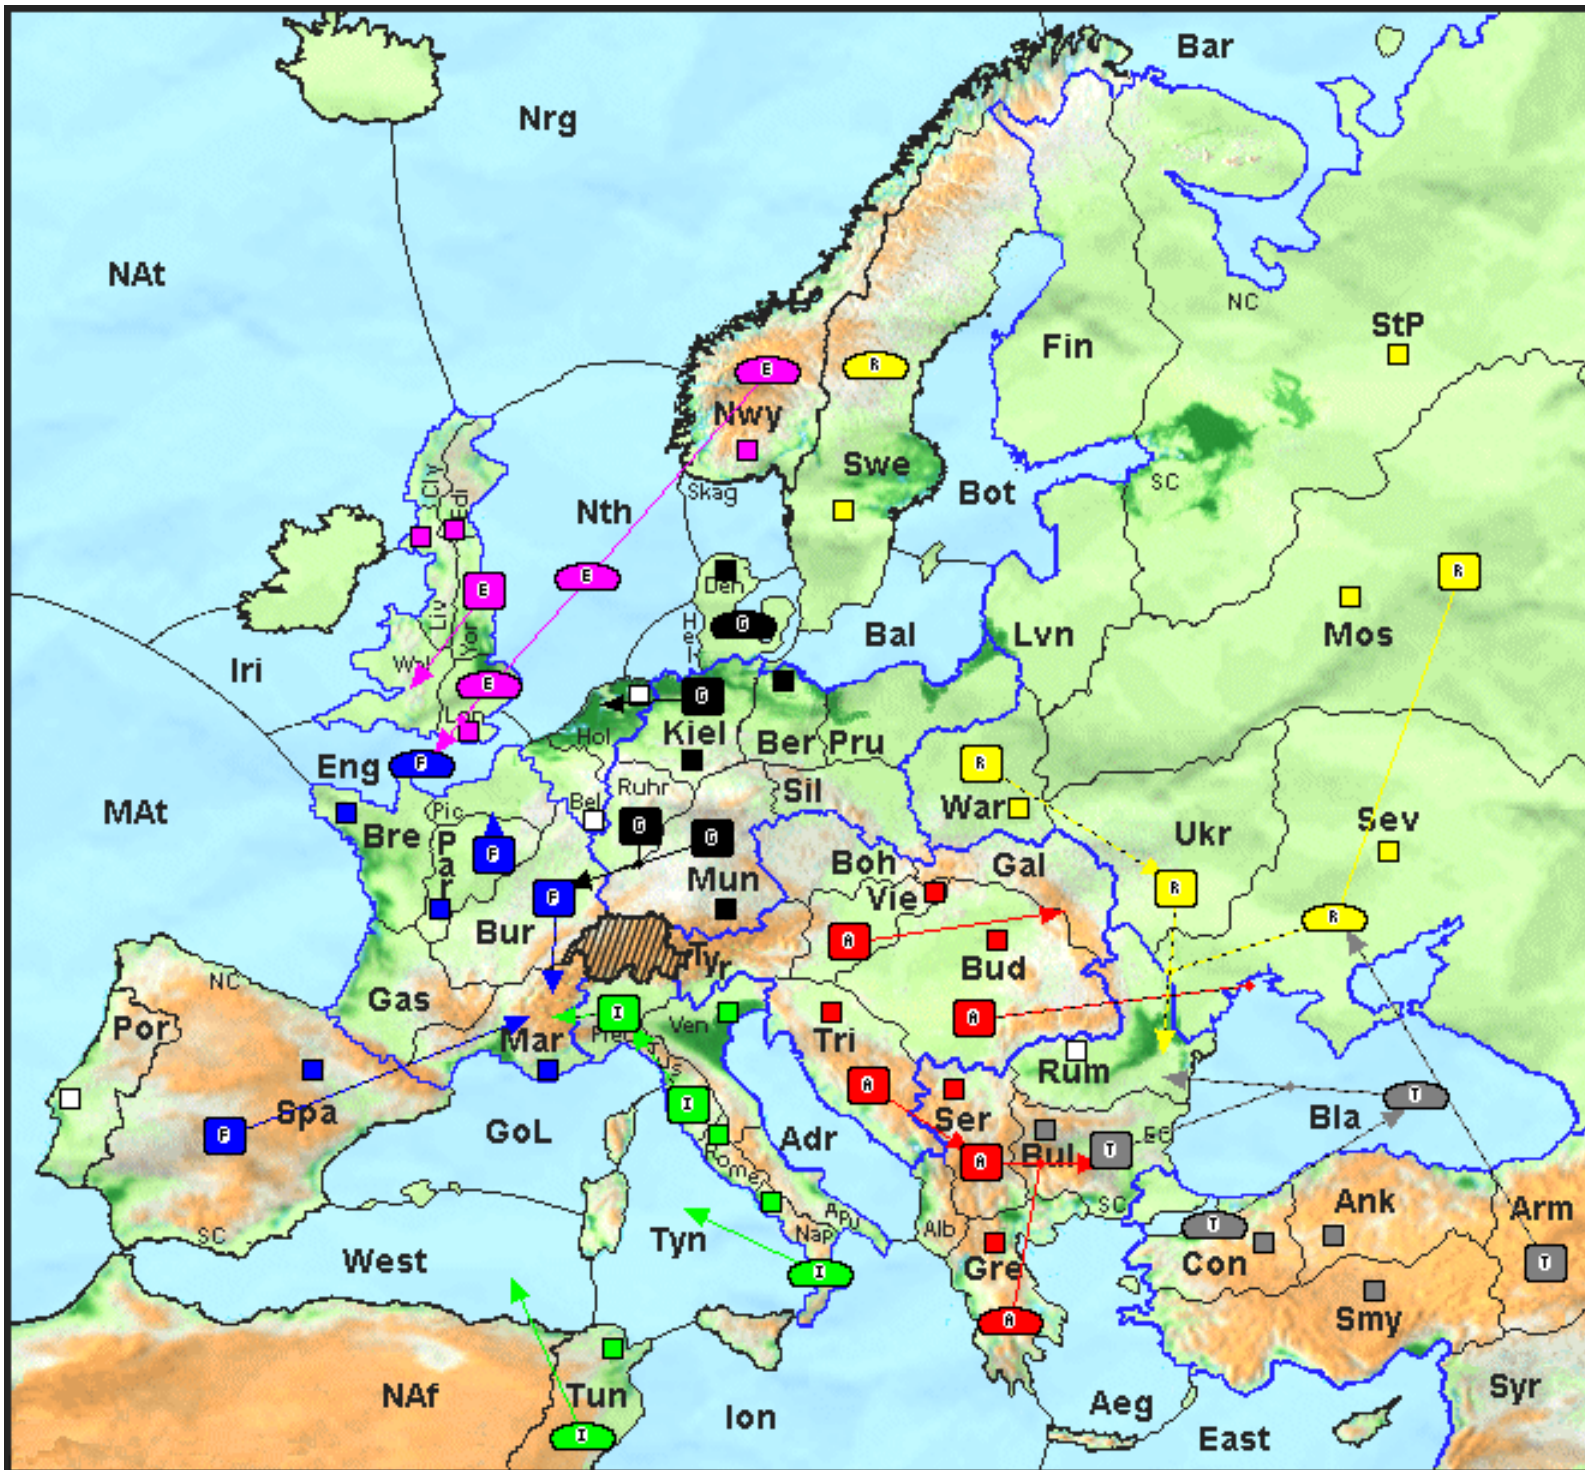 Bar
Nrg
NAt
NC
StP
Fin
E
R
Nwy
Swe
SC
Skag
Bot
Nth
Cly
Edi
E
E
R
Den
G
Hel
Bal
Lvn
Mos
Liv
Yor
Wal
Iri
E
G
Lon
Hol
Kiel
Ber
Pru
Eng
F
R
Ruhr
Sil
War
MAt
Pic
Bel
Bre
G
G
Sev
Ukr
Par
F
Boh
Gal
Mun
Vie
R
F
Bur
R
A
Bud
Tyr
NC
Gas
Por
I
Ven
A
Mar
Pie
Tri
Rum
Tus
A
T
Spa
I
Ser
Bla
F
GoL
Adr
Bul
T
EC
Rome
A
Ank
SC
Apu
Nap
Alb
SC
Arm
T
West
Tyn
Con
T
I
Gre
Smy
A
NAf
Tun
Syr
Ion
Aeg
I
East